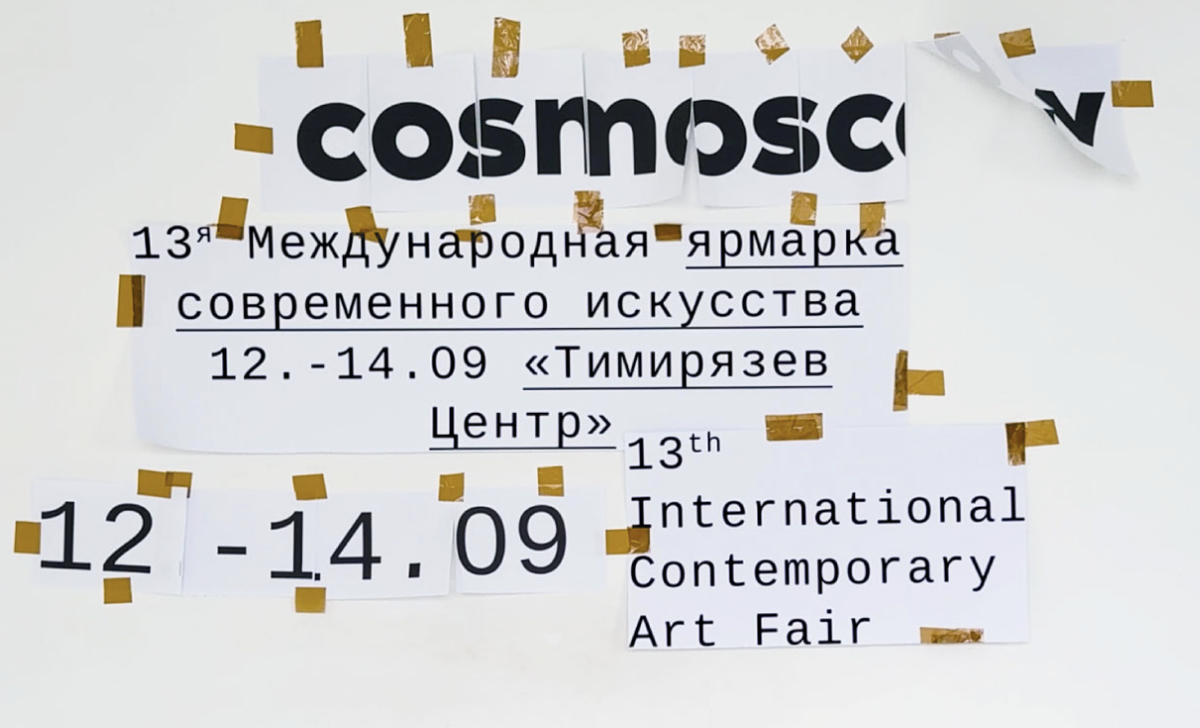 cosmosc w
13я Международная ярмарка
современного искусства
12.-14.09 «Тимирязев
Центр»
12 -14.09
13th
International
Contemporary
Art Fair